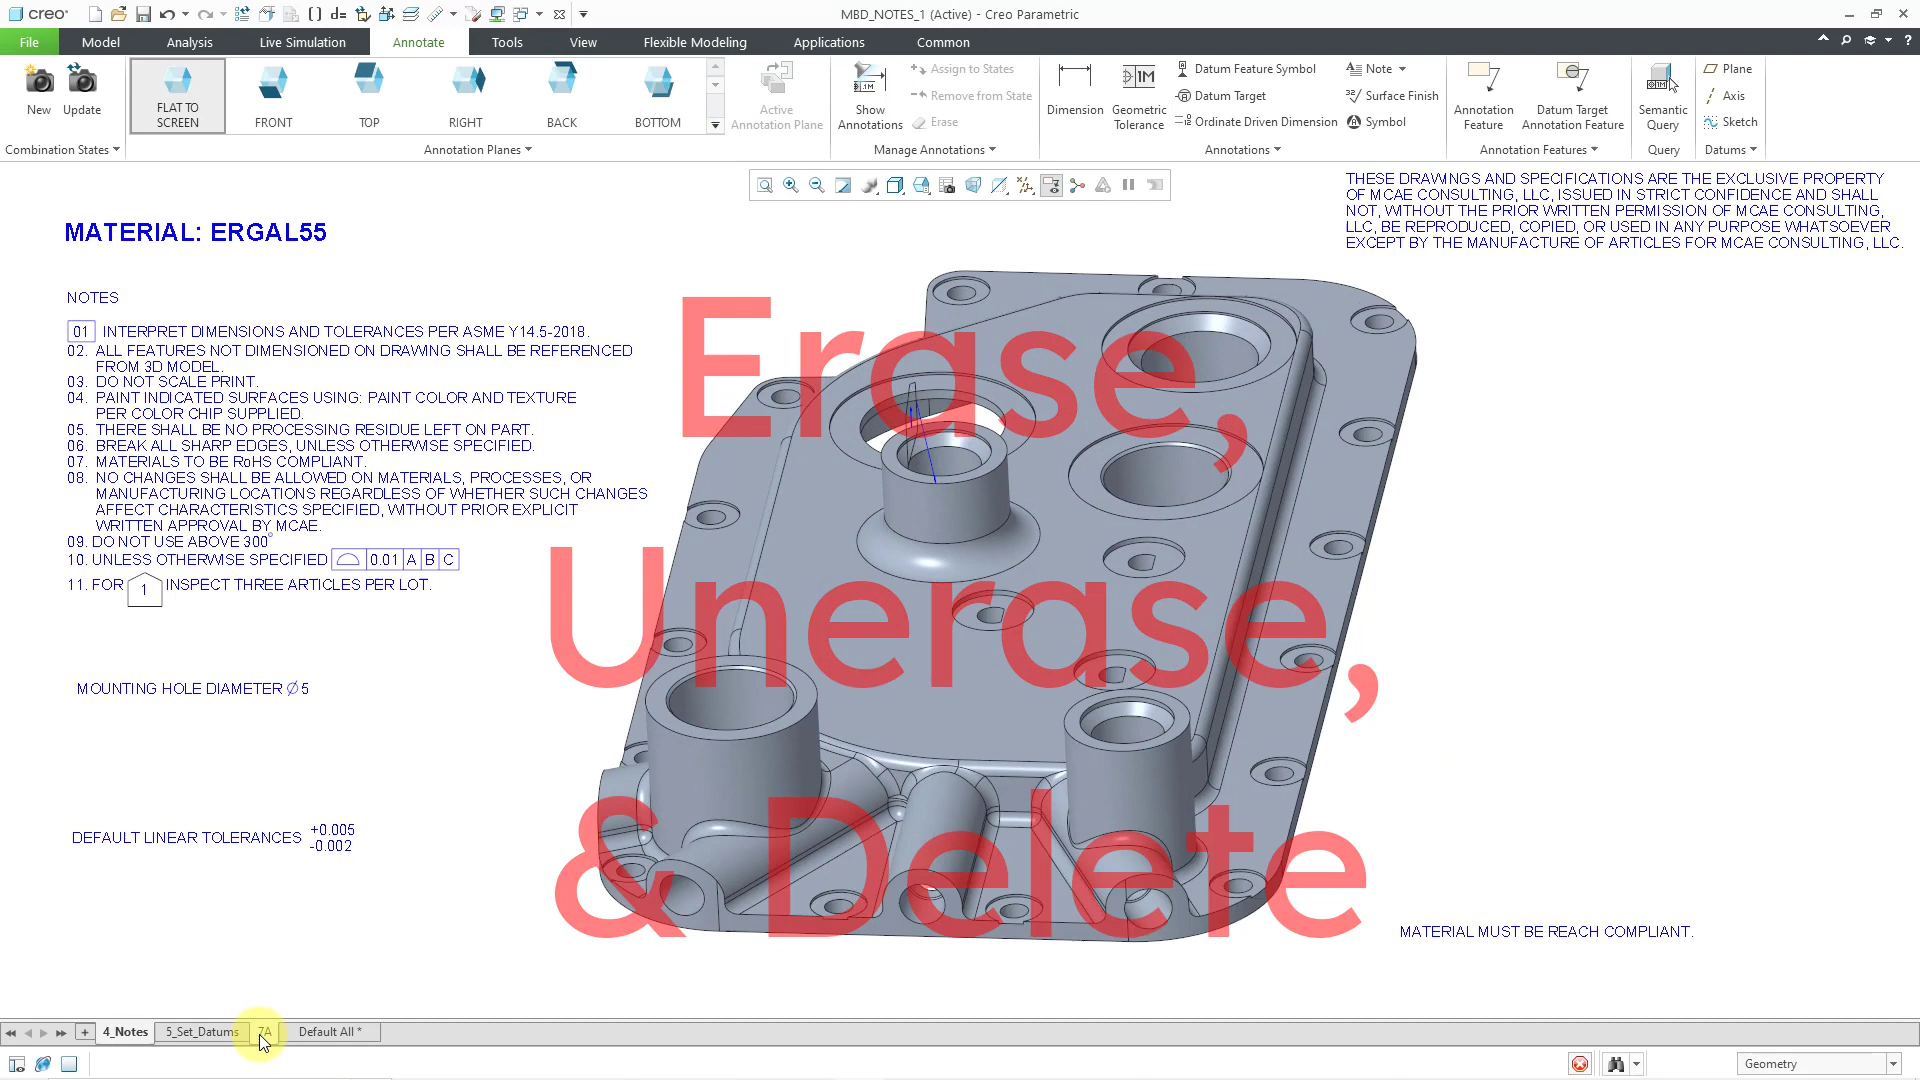 creo
MBD_NOTES_1 (Active) - Creo Parametric
File Model Analysis Live Simulation Annotate Tools View Flexible Modeling Applications Common
New
Update
Combination States
FLAT TO
SCREEN
FRONT
TOP
RIGHT
BACK
BOTTOM
Annotation Planes
Active
Annotation Plane
Show
Annotations
Assign to States
Remove from State
Erase
Manage Annotations
Dimension
Geometric
Tolerance
Datum Feature Symbol
Datum Target
Ordinate Driven Dimension
Note
Surface Finish
Symbol
Annotations
Annotation
Feature
Datum Target
Annotation Feature
Annotation Features
Semantic
Query
Query
Plane
Axis
Sketch
Datums
THESE DRAWINGS AND SPECIFICATIONS ARE THE EXCLUSIVE PROPERTY
OF MCAE CONSULTING, LLC, ISSUED IN STRICT CONFIDENCE AND SHALL
NOT, WITHOUT THE PRIOR WRITTEN PERMISSION OF MCAE CONSULTING,
LLC, BE REPRODUCED, COPIED, OR USED IN ANY PURPOSE WHATSOEVER
EXCEPT BY THE MANUFACTURE OF ARTICLES FOR MCAE CONSULTING, LLC.
MATERIAL: ERGAL55
NOTES
01 INTERPRET DIMENSIONS AND TOLERANCES PER ASME Y14.5-2018.
02. ALL FEATURES NOT DIMENSIONED ON DRAWING SHALL BE REFERENCED
FROM 3D MODEL.
03. DO NOT SCALE PRINT.
04. PAINT INDICATED SURFACES USING: PAINT COLOR AND TEXTURE
PER COLOR CHIP SUPPLIED.
05. THERE SHALL BE NO PROCESSING RESIDUE LEFT ON PART.
06. BREAK ALL SHARP EDGES, UNLESS OTHERWISE SPECIFIED.
07. MATERIALS TO BE RoHS COMPLIANT.
08. NO CHANGES SHALL BE ALLOWED ON MATERIALS, PROCESSES, OR
MANUFACTURING LOCATIONS REGARDLESS OF WHETHER SUCH CHANGES
AFFECT CHARACTERISTICS SPECIFIED, WITHOUT PRIOR EXPLICIT
WRITTEN APPROVAL BY MCAE.
09. DO NOT USE ABOVE 300°
10. UNLESS OTHERWISE SPECIFIED ⌓ 0.01 A B C
11. FOR 1 INSPECT THREE ARTICLES PER LOT.
MOUNTING HOLE DIAMETER ∅5
DEFAULT LINEAR TOLERANCES +0.005
-0.002
Erase,
Unerase,
& Delete
MATERIAL MUST BE REACH COMPLIANT.
4_Notes 5_Set_Datums 7A Default All *
Geometry